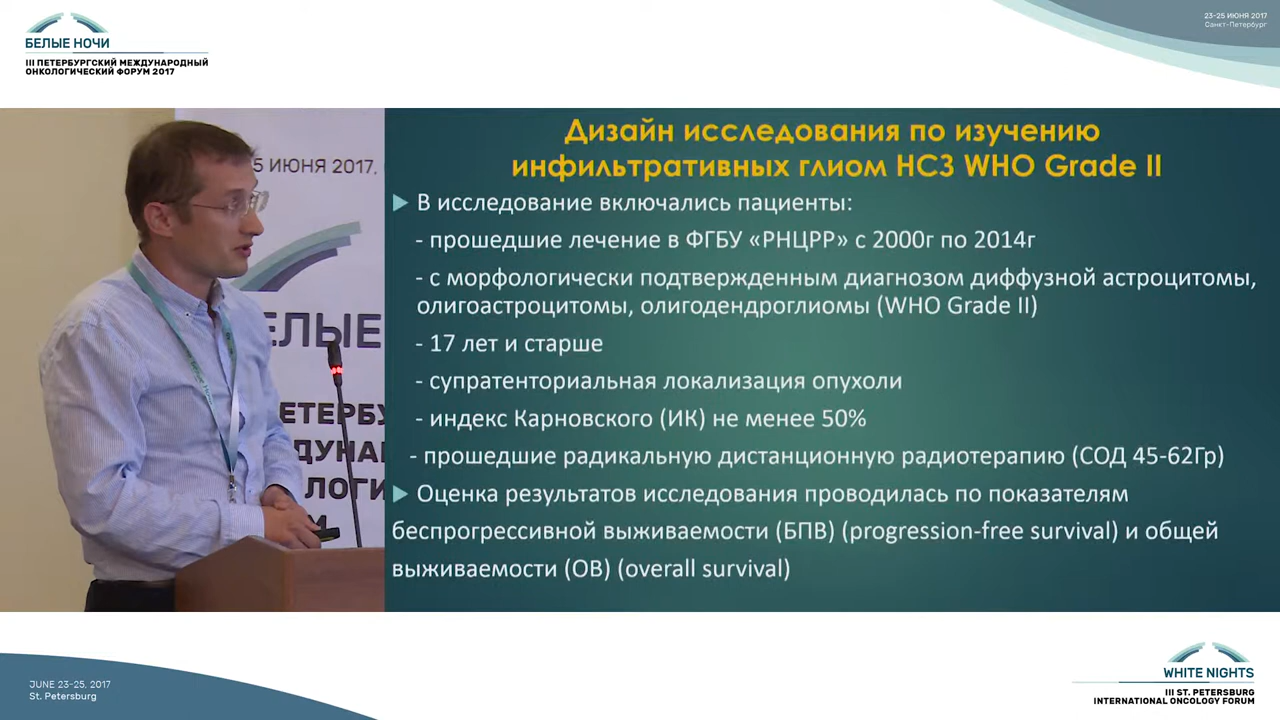 БЕЛЫЕ НОЧИ
III ПЕТЕРБУРГСКИЙ МЕЖДУНАРОДНЫЙ
ОНКОЛОГИЧЕСКИЙ ФОРУМ 2017
23-25 ИЮНЯ 2017
Санкт-Петербург
5 ИЮНЯ 2017,
ЕЛЫЕ
ЕТЕРБУ
ДУНА
ЛОГИ
Дизайн исследования по изучению
инфильтративных глиом НСЗ WHO Grade II
В исследование включались пациенты:
- прошедшие лечение в ФГБУ «РНЦРР» с 2000г по 2014г
- с морфологически подтвержденным диагнозом диффузной астроцитомы,
олигоастроцитомы, олигодендроглиомы (WHO Grade II)
- 17 лет и старше
- супратенториальная локализация опухоли
- индекс Карновского (ИК) не менее 50%
- прошедшие радикальную дистанционную радиотерапию (СОД 45-62Гр)
Оценка результатов исследования проводилась по показателям
беспрогрессивной выживаемости (БПВ) (progression-free survival) и общей
выживаемости (ОВ) (overall survival)
JUNE 23-25, 2017
St. Petersburg
WHITE NIGHTS
III ST. PETERSBURG
INTERNATIONAL ONCOLOGY FORUM